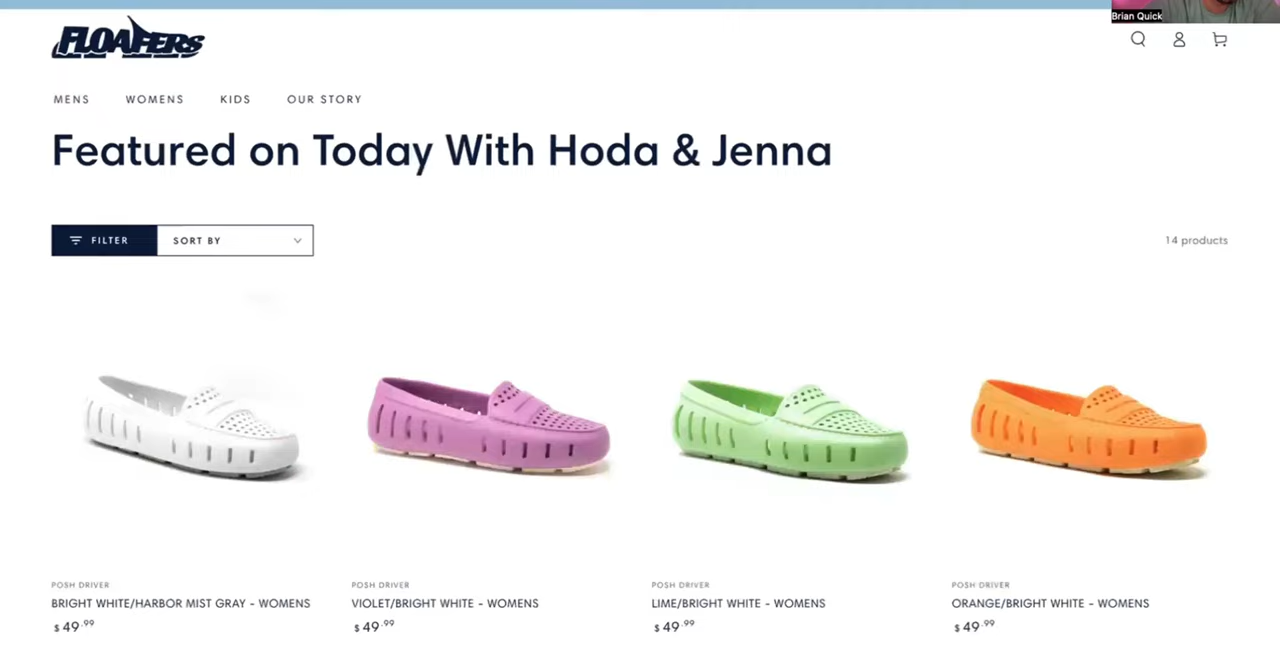 Brian Quick
FLOAFERS
MENS WOMENS KIDS OUR STORY
Featured on Today With Hoda & Jenna
FILTER SORT BY 14 products
POSH DRIVER
BRIGHT WHITE/HARBOR MIST GRAY - WOMENS
$49.99
POSH DRIVER
VIOLET/BRIGHT WHITE - WOMENS
$49.99
POSH DRIVER
LIME/BRIGHT WHITE - WOMENS
$49.99
POSH DRIVER
ORANGE/BRIGHT WHITE - WOMENS
$49.99